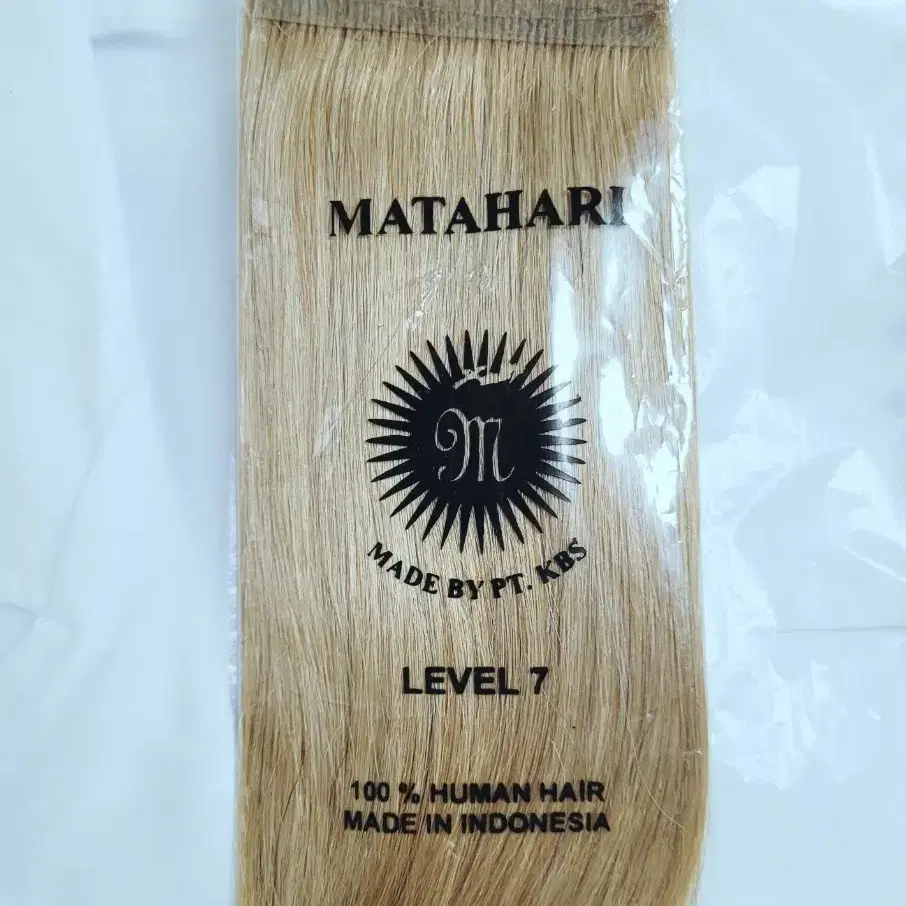 MATAHARI
M
MADE BY PT. KBS
LEVEL 7
100 % HUMAN HAIR
MADE IN INDONESIA